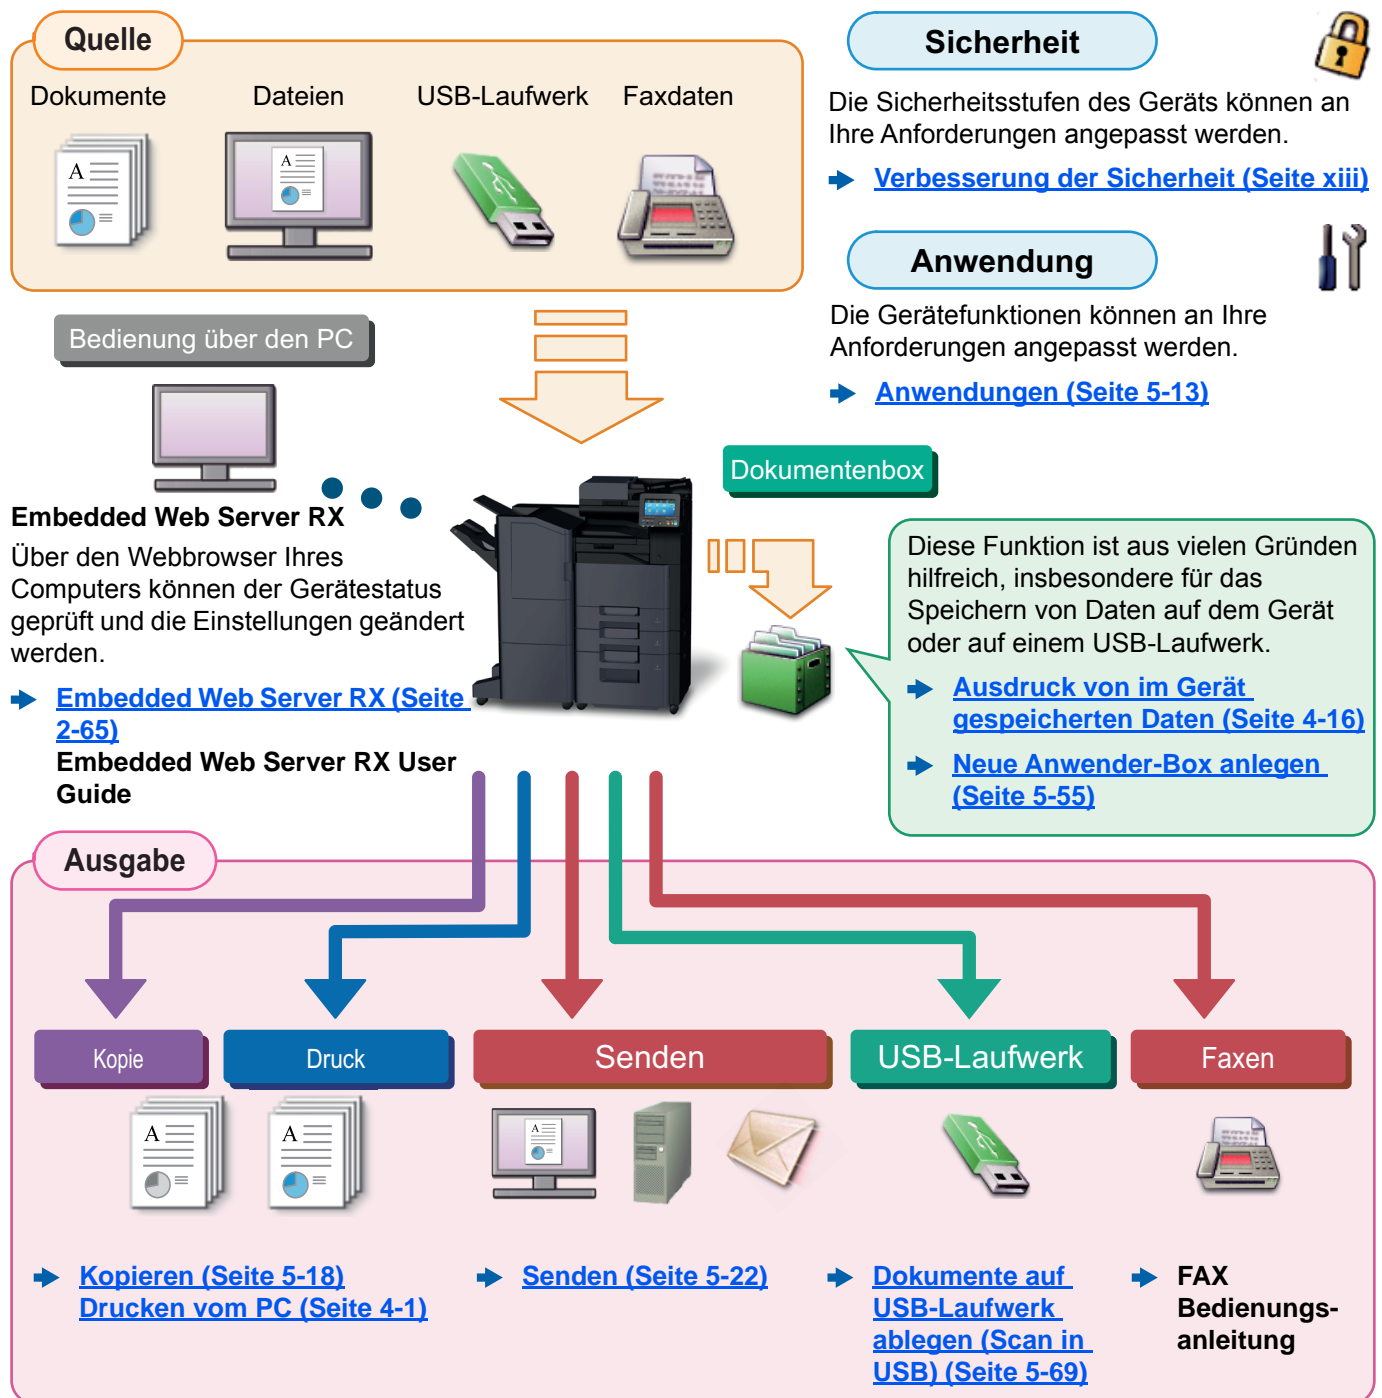 Quelle
Dokumente
Dateien
USB-Laufwerk
Faxdaten
Sicherheit
Die Sicherheitsstufen des Geräts können an
Ihre Anforderungen angepasst werden.
Verbesserung der Sicherheit (Seite xiii)
Anwendung
Die Gerätefunktionen können an Ihre
Anforderungen angepasst werden.
Anwendungen (Seite 5-13)
Bedienung über den PC
Embedded Web Server RX
Über den Webbrowser Ihres
Computers können der Gerätestatus
geprüft und die Einstellungen geändert
werden.
Embedded Web Server RX (Seite
2-65)
Embedded Web Server RX User
Guide
Dokumentenbox
Diese Funktion ist aus vielen Gründen
hilfreich, insbesondere für das
Speichern von Daten auf dem Gerät
oder auf einem USB-Laufwerk.
Ausdruck von im Gerät
gespeicherten Daten (Seite 4-16)
Neue Anwender-Box anlegen
(Seite 5-55)
Ausgabe
Kopie
Druck
Senden
USB-Laufwerk
Faxen
A
A
Kopieren (Seite 5-18)
Drucken vom PC (Seite 4-1)
Senden (Seite 5-22)
Dokumente auf
USB-Laufwerk
ablegen (Scan in
USB) (Seite 5-69)
FAX
Bedienungs-
anleitung